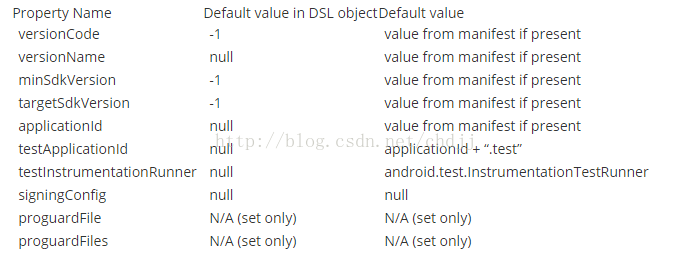 Property Name Default value in DSL object Default value
versionCode -1 value from manifest if present
versionName null value from manifest if present
minSdkVersion -1 value from manifest if present
targetSdkVersion -1 value from manifest if present
applicationId null value from manifest if present
http://blog.csdn.net/chdjj
testApplicationId null applicationId + “.test”
testInstrumentationRunner null android.test.InstrumentationTestRunner
signingConfig null null
proguardFile N/A (set only) N/A (set only)
proguardFiles N/A (set only) N/A (set only)